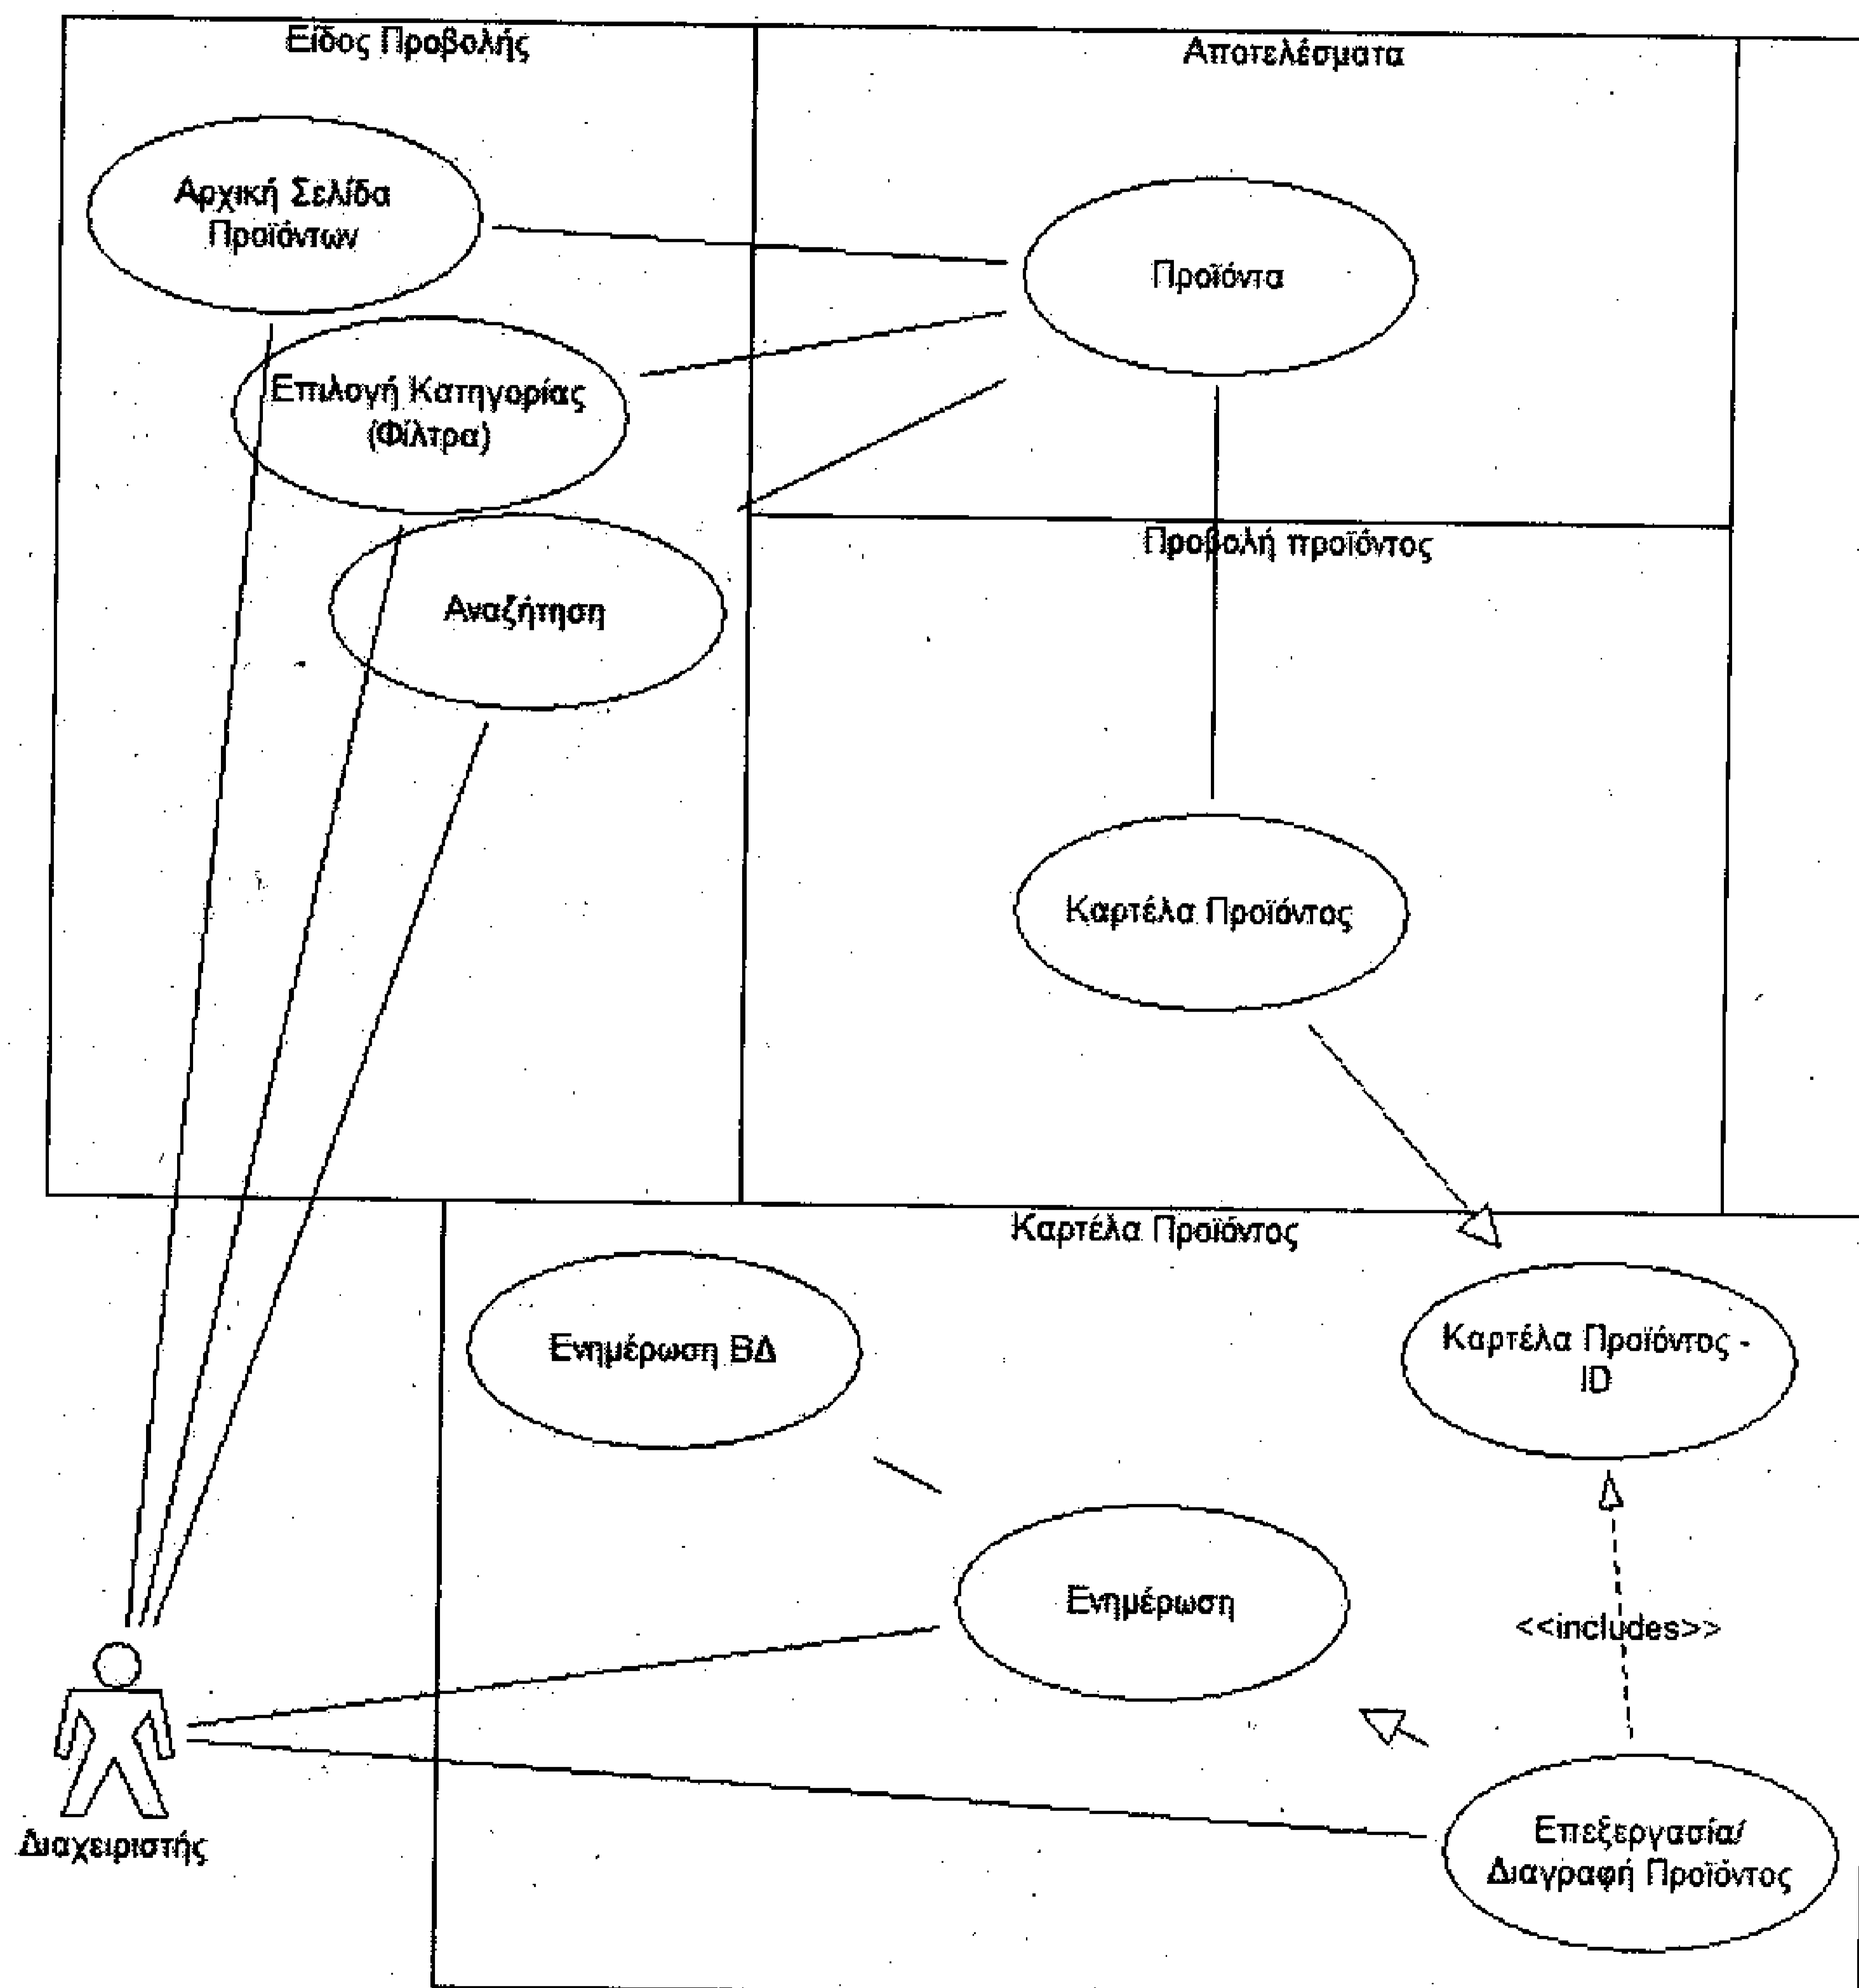 Είδος Προβολής
Αποτελέσματα
Αρχική Σελίδα
Προϊόντων
Προϊόντα
Επιλογή Κατηγορίας
(Φίλτρα)
Προβολή προϊόντος
Αναζήτηση
Καρτέλα Προϊόντος
Καρτέλα Προϊόντος
Ενημέρωση ΒΔ
Καρτέλα Προϊόντος -
ID
Ενημέρωση
<<includes>>
Διαχειριστής
Επεξεργασία/
Διαγραφή Προϊόντος